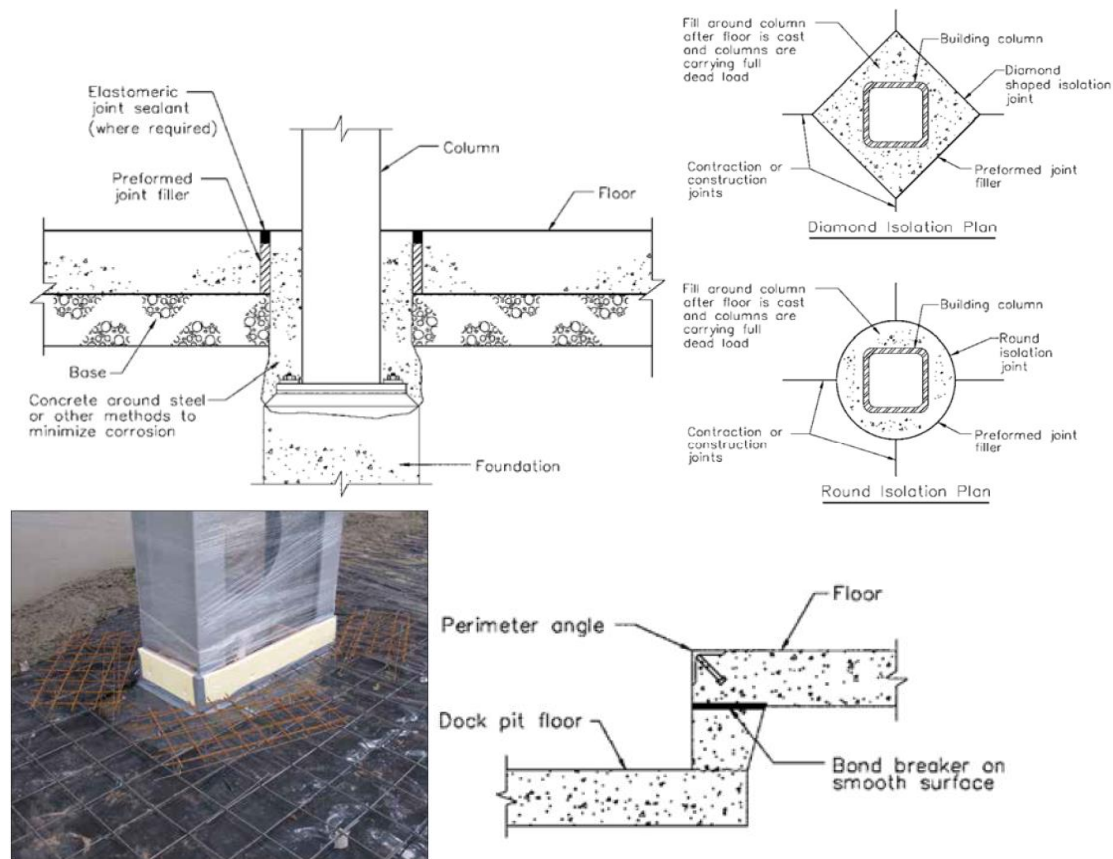 Elastomeric
joint sealant
(where required)
Preformed
joint filler
Column
Floor
Base
Concrete around steel
or other methods to
minimize corrosion
Foundation
Fill around column
after floor is cast
and columns are
carrying full
dead load
Building column
Diamond
shaped isolation
joint
Contraction or
construction
joints
Preformed joint
filler
Diamond Isolation Plan
Fill around column
after floor is cast
and columns are
carrying full
dead load
Building column
Round
isolation
joint
Contraction or
construction
joints
Preformed joint
filler
Round Isolation Plan
Floor
Perimeter angle
Dock pit floor
Bond breaker on
smooth surface